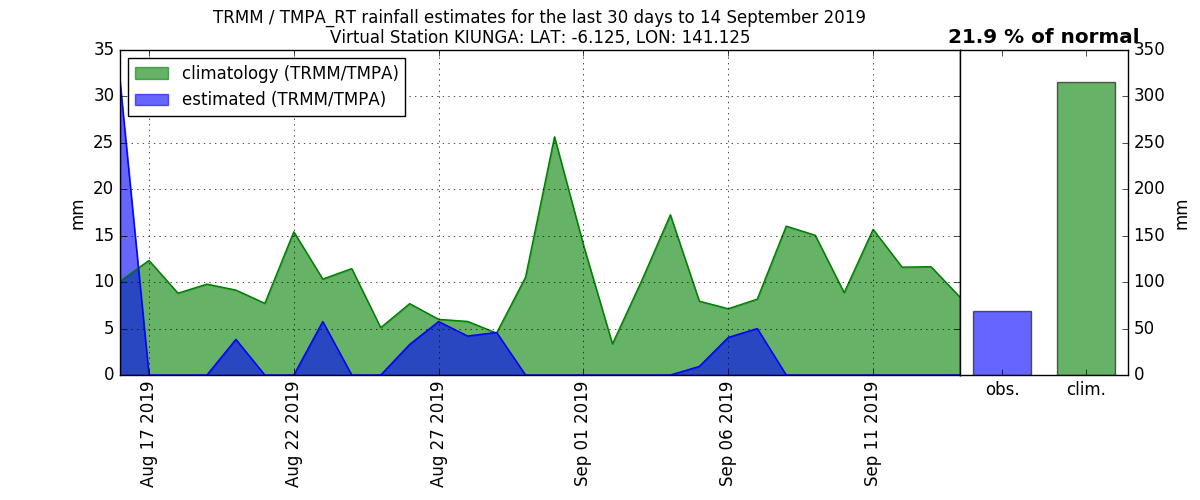 TRMM / TMPA_RT rainfall estimates for the last 30 days to 14 September 2019
Virtual Station KIUNGA: LAT: -6.125, LON: 141.125
21.9 % of normal
climatology (TRMM/TMPA)
estimated (TRMM/TMPA)
35
30
25
20
15
10
5
0
mm
Aug 17 2019
Aug 22 2019
Aug 27 2019
Sep 01 2019
Sep 06 2019
Sep 11 2019
350
300
250
200
150
100
50
0
mm
obs.
clim.